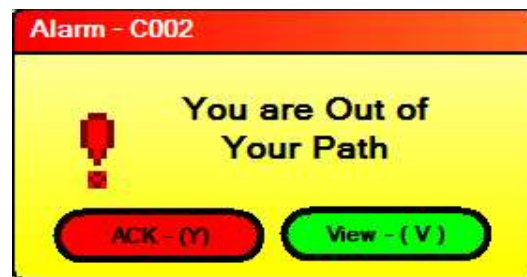 Alarm - C002
You are Out of
Your Path
ACK - (Y)
View - ( V )